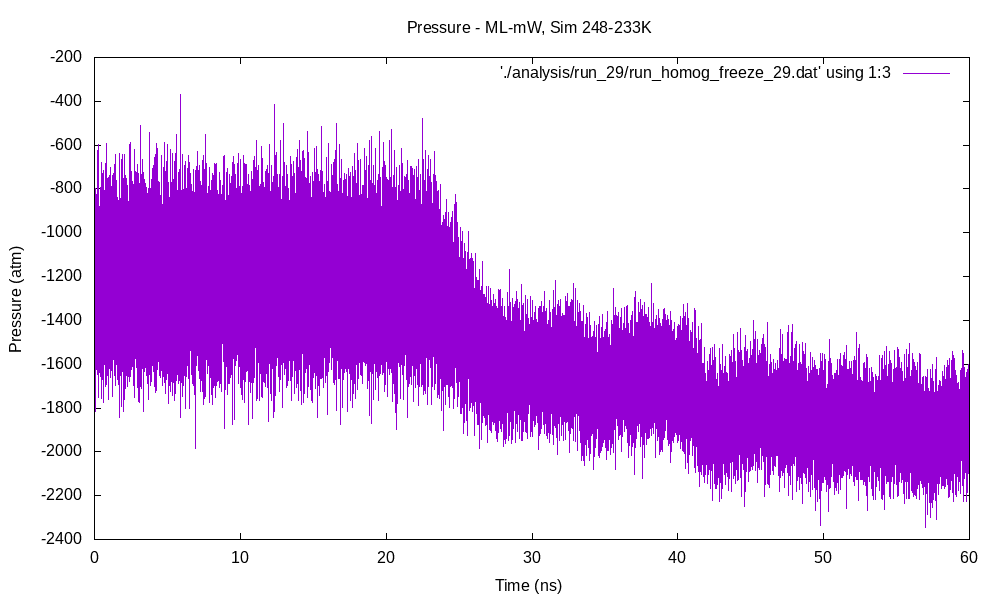 Pressure - ML-mW, Sim 248-233K
'./analysis/run_29/run_homog_freeze_29.dat' using 1:3
-200
-400
-600
-800
-1000
-1200
-1400
-1600
-1800
-2000
-2200
-2400
Pressure (atm)
0 10 20 30 40 50 60
Time (ns)